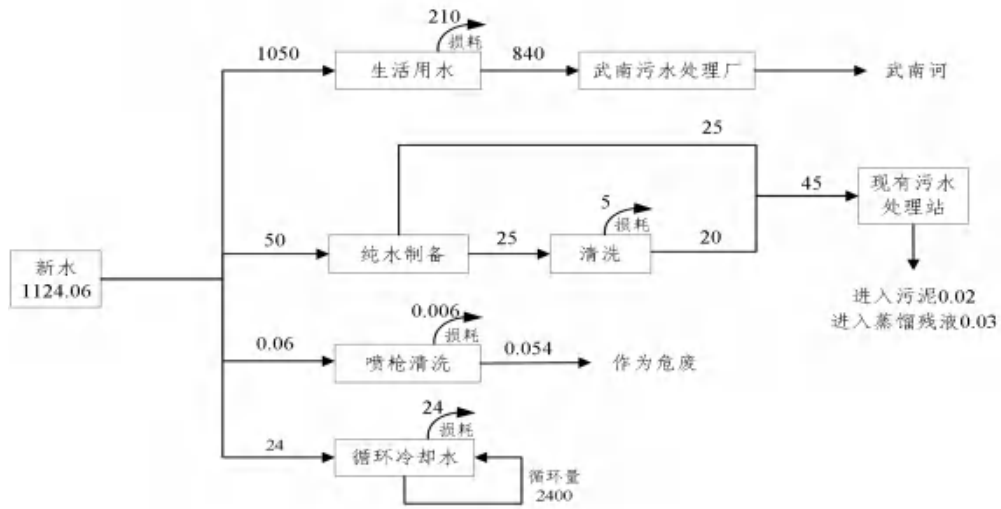 210
损耗
1050
生活用水
840
武南污水处理厂
武南河
25
45
现有污水
处理站
5
损耗
50
纯水制备
25
清洗
20
新水
1124.06
进入污泥0.02
进入蒸馏残液0.03
0.006
损耗
0.06
喷枪清洗
0.054
作为危废
24
损耗
24
循环冷却水
循环量
2400